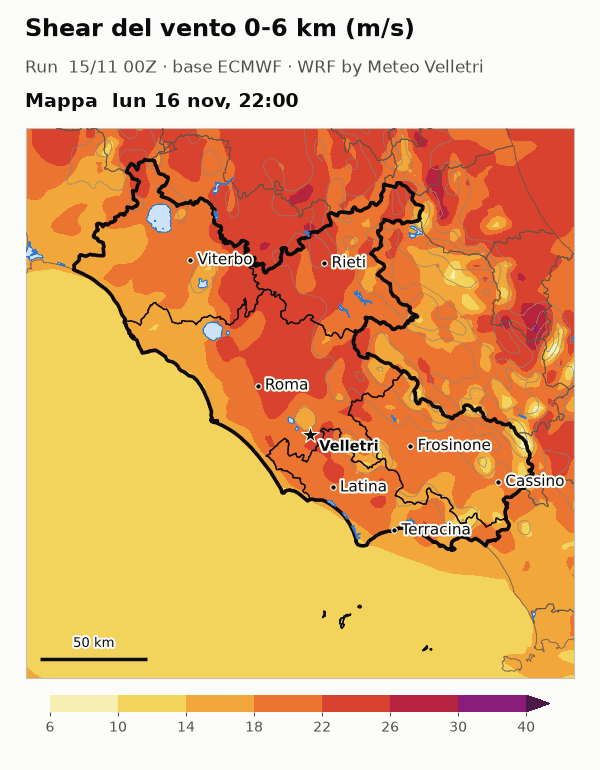 Shear del vento 0-6 km (m/s)
Run  15/11 00Z · base ECMWF · WRF by Meteo Velletri
Mappa  lun 16 nov, 22:00
Viterbo
Rieti
Roma
Velletri
Frosinone
Latina
Cassino
Terracina
50 km
6 10 14 18 22 26 30 40